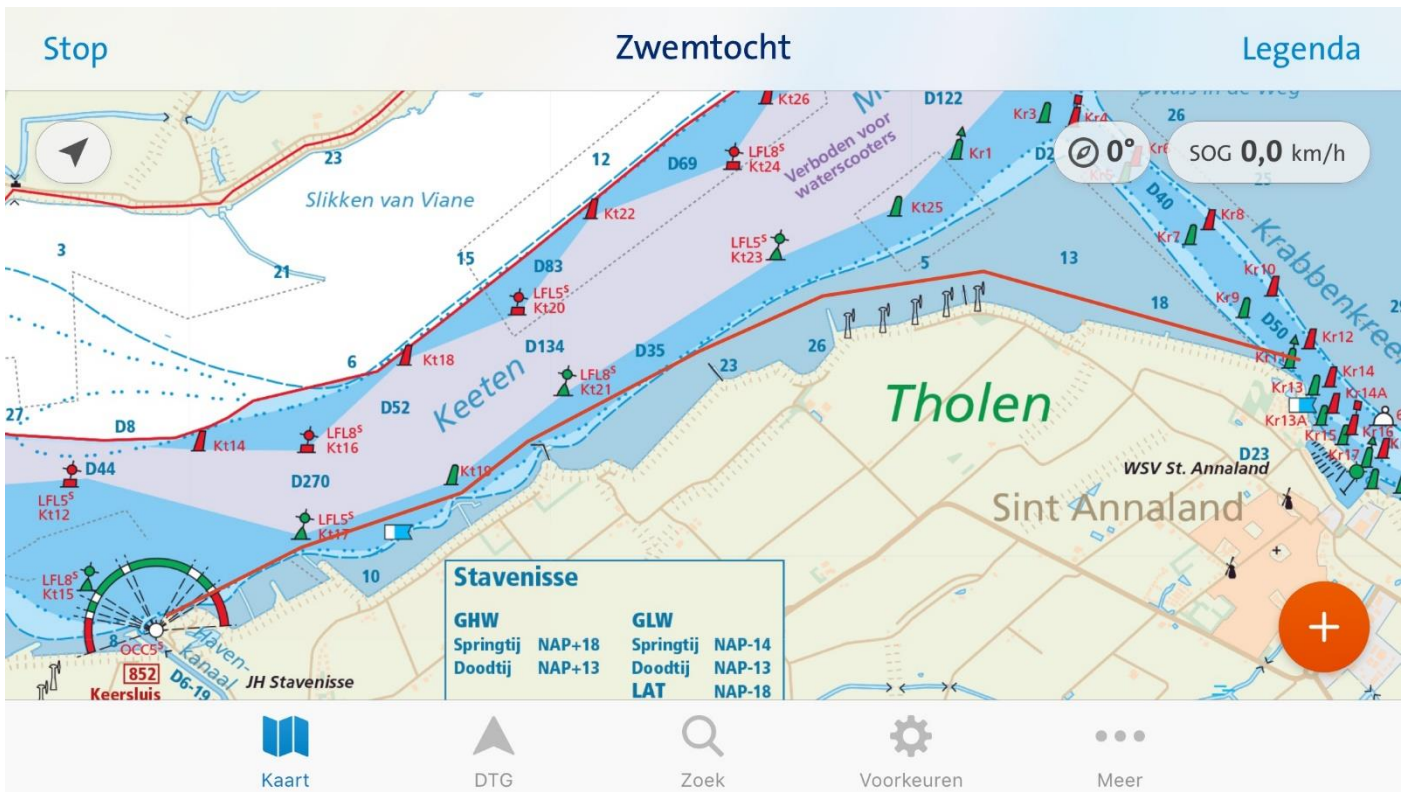 Stop
Zwemtocht
Legenda
Kt26
D122
Kr3
Kr4
Dwars in de Weg
26
0°
SOG 0,0 km/h
23
12
D69
LFL8S
Kt24
Verboden voor
waterscooters
Kr1
Kr6
Kr5
25
Slikken van Viane
Kt22
Kt25
D40
Kr8
Kr7
3
21
15
D83
LFL5S
Kt23
5
13
Krabbenkreek
Kr10
LFL5S
Kt20
Kr9
18
D50
6
Kt18
D134
D35
Kr12
LFL8S
Kt21
23
26
Kr14
Kr13
Kr14A
27
D8
D52
Keeten
Tholen
Kr13A
Kt14
LFL8S
Kt16
Kr15
Kr16
Kr17
D44
D270
Kt19
D23
WSV St. Annaland
LFL5S
Kt12
LFL5S
Kt17
Sint Annaland
10
LFL8S
Kt15
Stavenisse
GHW
GLW
Springtij NAP+18 Springtij NAP-14
Doodtij NAP+13 Doodtij NAP-13
LAT NAP-18
8
OCC5S
Haven-
kanaal
852
Keersluis
D6-19
JH Stavenisse
+
Kaart
DTG
Zoek
Voorkeuren
Meer